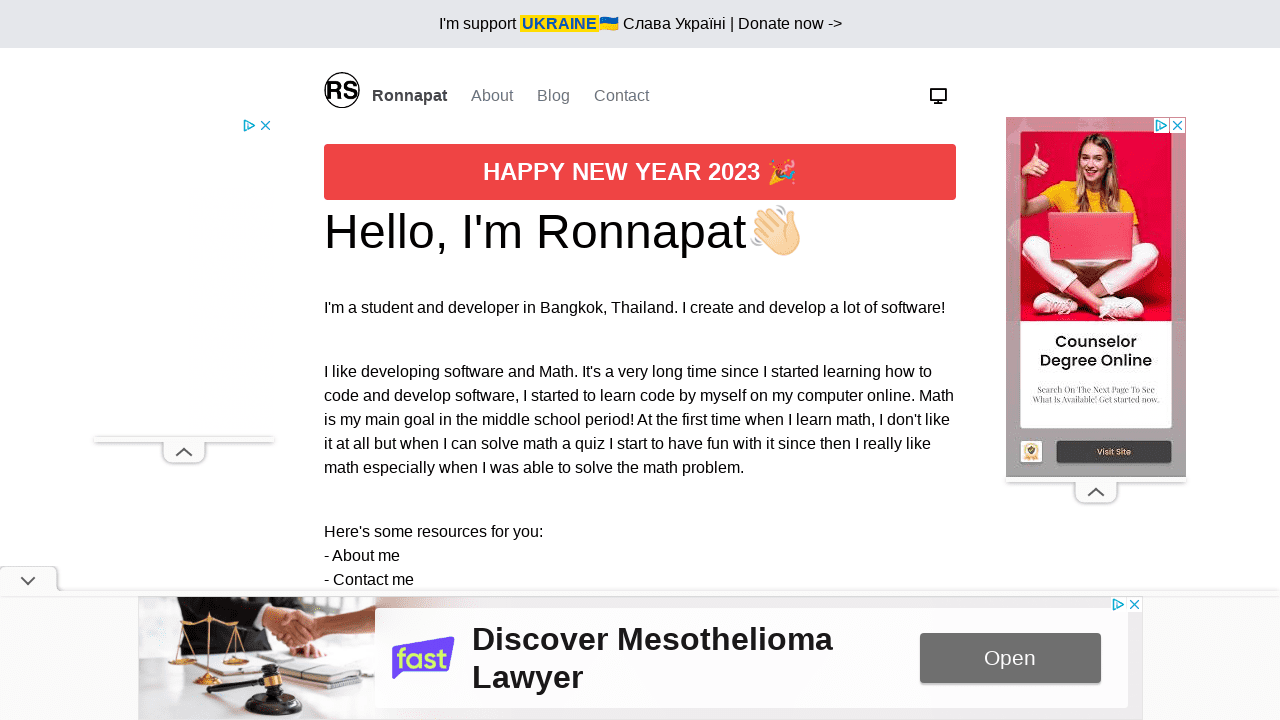 I'm support UKRAINE🇺🇦 Слава Україні | Donate now ->
RS Ronnapat About Blog Contact
HAPPY NEW YEAR 2023 🎉
Hello, I'm Ronnapat👋🏻
I'm a student and developer in Bangkok, Thailand. I create and develop a lot of software!
I like developing software and Math. It's a very long time since I started learning how to
code and develop software, I started to learn code by myself on my computer online. Math
is my main goal in the middle school period! At the first time when I learn math, I don't like
it at all but when I can solve math a quiz I start to have fun with it since then I really like
math especially when I was able to solve the math problem.
Here's some resources for you:
- About me
- Contact me
Counselor
Degree Online
Search On The Next Page To See
What Is Available! Get started now.
Visit Site
fast
Discover Mesothelioma
Lawyer
Open